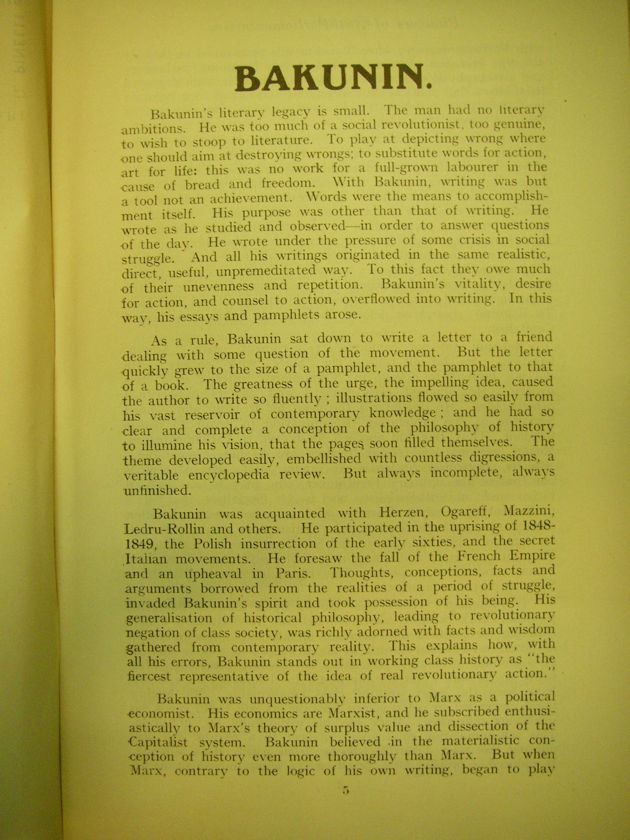 BAKUNIN.
Bakunin's literary legacy is small. The man had no literary
ambitions. He was too much of a social revolutionist, too genuine,
to wish to stoop to literature. To play at depicting wrong where
one should aim at destroying wrongs; to substitute words for action,
art for life: this was no work for a full-grown labourer in the
cause of bread and freedom. With Bakunin, writing was but
a tool not an achievement. Words were the means to accomplish-
ment itself. His purpose was other than that of writing. He
wrote as he studied and observed—in order to answer questions
of the day. He wrote under the pressure of some crisis in social
struggle. And all his writings originated in the same realistic,
direct, useful, unpremeditated way. To this fact they owe much
of their unevenness and repetition. Bakunin's vitality, desire
for action, and counsel to action, overflowed into writing. In this
way, his essays and pamphlets arose.
As a rule, Bakunin sat down to write a letter to a friend
dealing with some question of the movement. But the letter
quickly grew to the size of a pamphlet, and the pamphlet to that
of a book. The greatness of the urge, the impelling idea, caused
the author to write so fluently ; illustrations flowed so easily from
his vast reservoir of contemporary knowledge ; and he had so
clear and complete a conception of the philosophy of history
to illumine his vision, that the pages soon filled themselves. The
theme developed easily, embellished with countless digressions, a
veritable encyclopedia review. But always incomplete, always
unfinished.
Bakunin was acquainted with Herzen, Ogareff, Mazzini,
Ledru-Rollin and others. He participated in the uprising of 1848-
1849, the Polish insurrection of the early sixties, and the secret
Italian movements. He foresaw the fall of the French Empire
and an upheaval in Paris. Thoughts, conceptions, facts and
arguments borrowed from the realities of a period of struggle,
invaded Bakunin's spirit and took possession of his being. His
generalisation of historical philosophy, leading to revolutionary
negation of class society, was richly adorned with facts and wisdom
gathered from contemporary reality. This explains how, with
all his errors, Bakunin stands out in working class history as "the
fiercest representative of the idea of real revolutionary action."
Bakunin was unquestionably inferior to Marx as a political
economist. His economics are Marxist, and he subscribed enthusi-
astically to Marx's theory of surplus value and dissection of the
Capitalist system. Bakunin believed in the materialistic con-
ception of history even more thoroughly than Marx. But when
Marx, contrary to the logic of his own writing, began to play
5